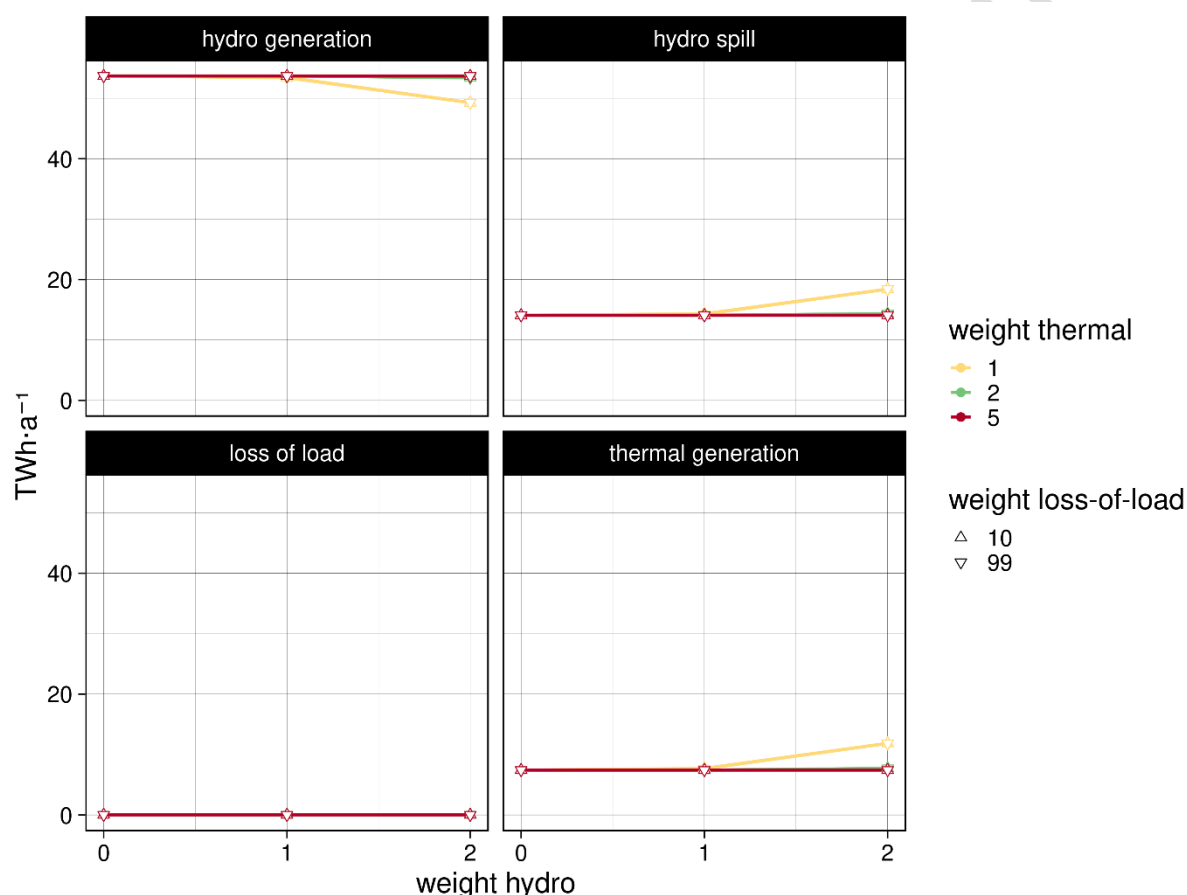 hydro generation
hydro spill
40
20
0
loss of load
thermal generation
40
20
0
0
1
2
0
1
2
TWh·a⁻¹
weight hydro
weight thermal
1
2
5
weight loss-of-load
10
99